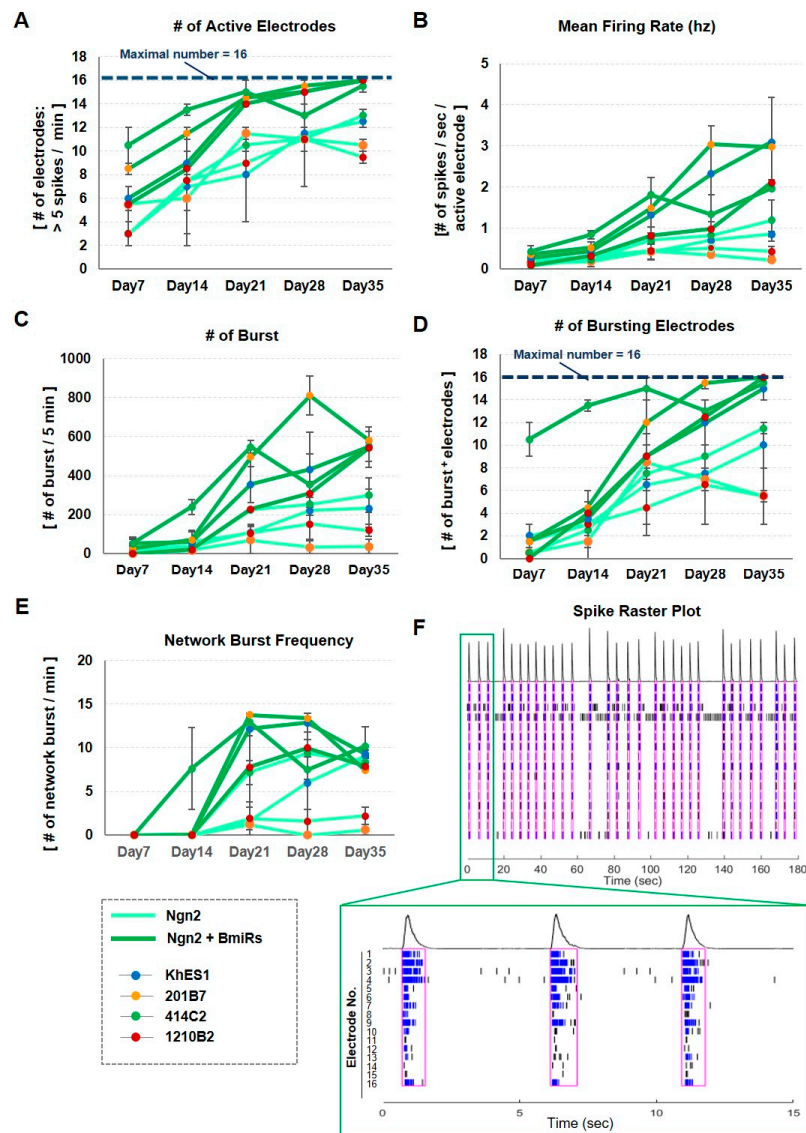 A
# of Active Electrodes
Maximal number = 16
[ # of electrodes:
> 5 spikes / min ]
18
16
14
12
10
8
6
4
2
0
Day7 Day14 Day21 Day28 Day35
B
Mean Firing Rate (hz)
[# of spikes / sec /
active electrode ]
5
4
3
2
1
0
Day7 Day14 Day21 Day28 Day35
C
# of Burst
[ # of burst / 5 min ]
1000
800
600
400
200
0
Day7 Day14 Day21 Day28 Day35
D
# of Bursting Electrodes
Maximal number = 16
[ # of burst+ electrodes ]
18
16
14
12
10
8
6
4
2
0
Day7 Day14 Day21 Day28 Day35
E
Network Burst Frequency
[ # of network burst / min ]
20
15
10
5
0
Day7 Day14 Day21 Day28 Day35
Ngn2
Ngn2 + BmiRs
KhES1
201B7
414C2
1210B2
F
Spike Raster Plot
0 20 40 60 80 100 120 140 160 180
Time (sec)
Electrode No.
1
2
3
4
5
6
7
8
9
10
11
12
13
14
15
16
0 5 10 15
Time (sec)